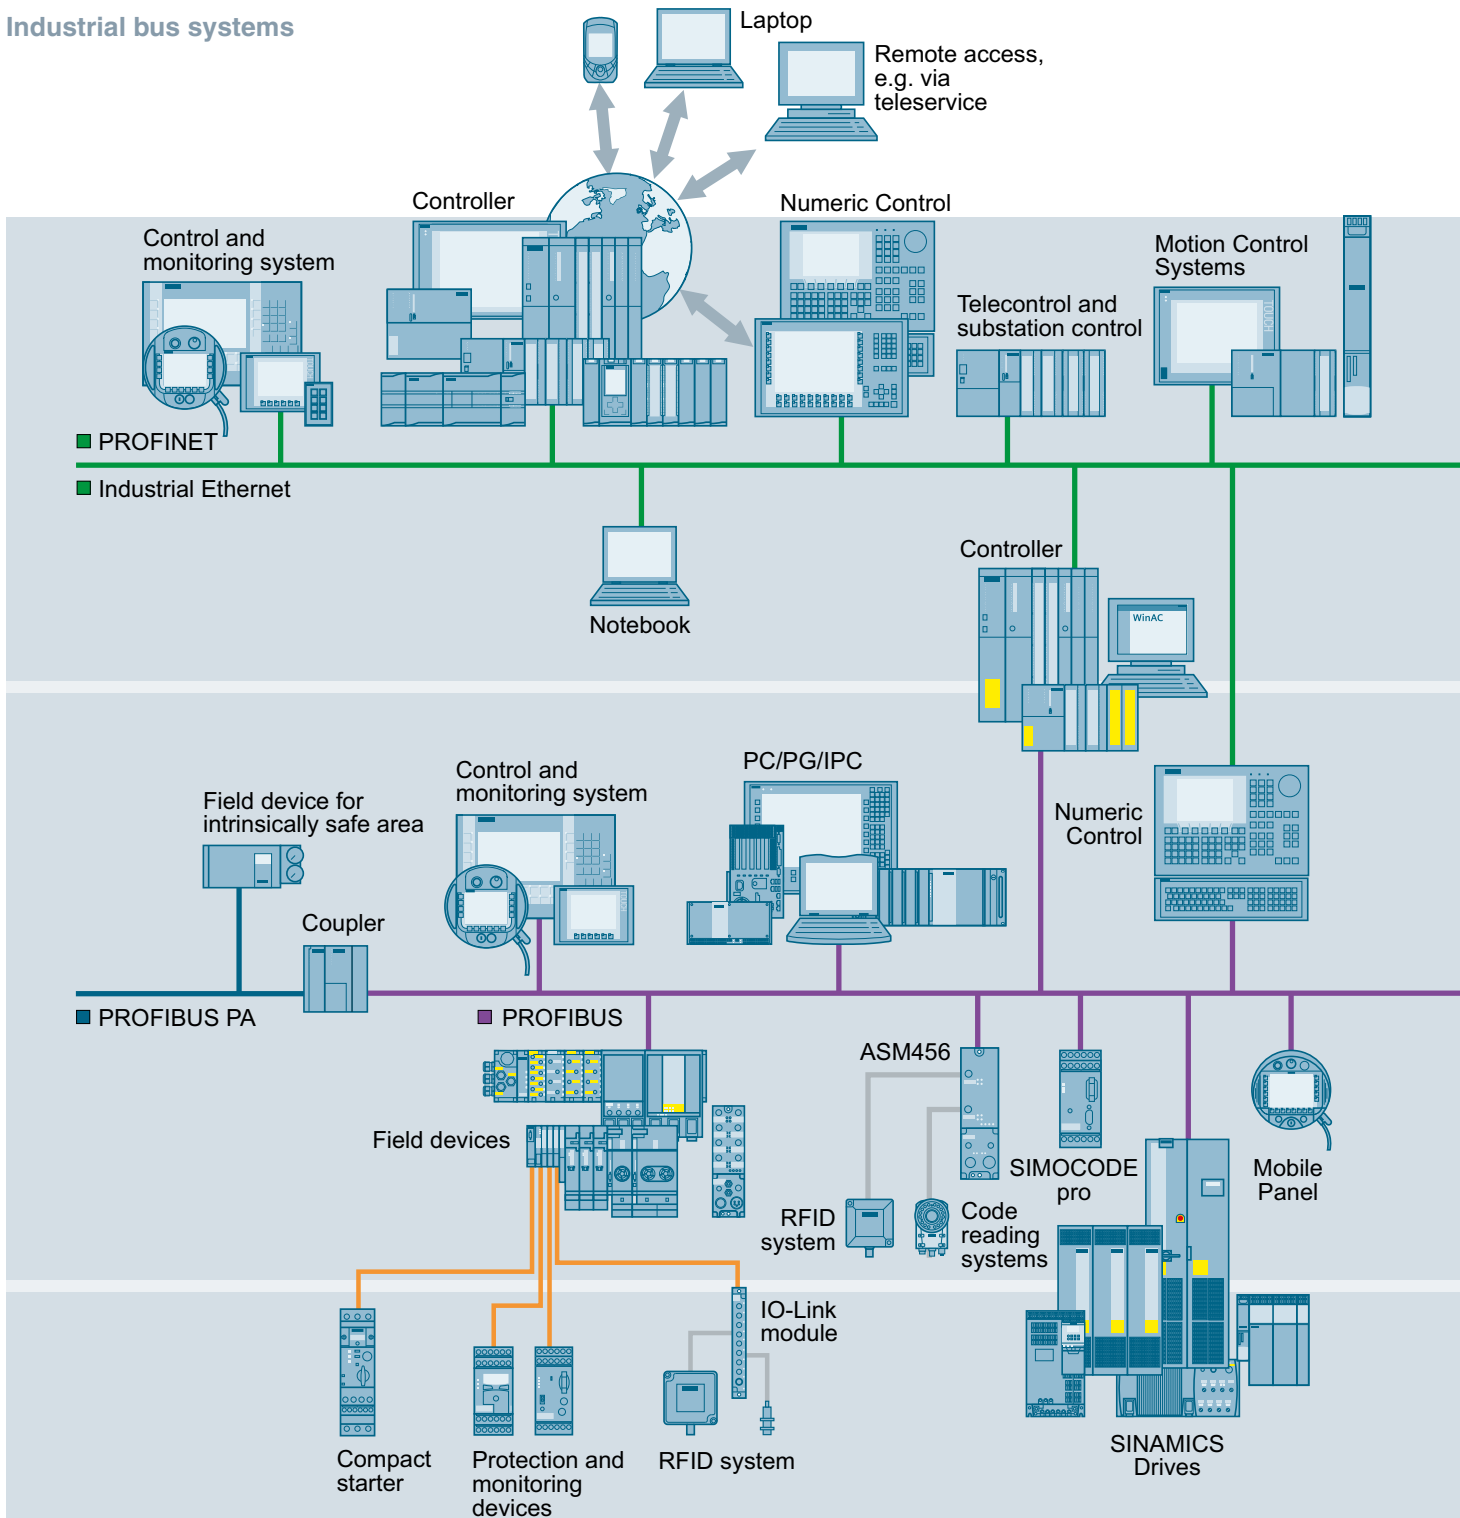 Industrial bus systems
Laptop
Remote access,
e.g. via
teleservice
Controller
Numeric Control
Control and
monitoring system
Motion Control
Systems
Telecontrol and
substation control
PROFINET
Industrial Ethernet
Controller
WinAC
Notebook
PC/PG/IPC
Control and
monitoring system
Field device for
intrinsically safe area
Numeric
Control
Coupler
PROFIBUS PA
PROFIBUS
ASM456
Field devices
SIMOCODE
pro
Mobile
Panel
RFID
system
Code
reading
systems
IO-Link
module
Compact
starter
Protection and
monitoring
devices
RFID system
SINAMICS
Drives